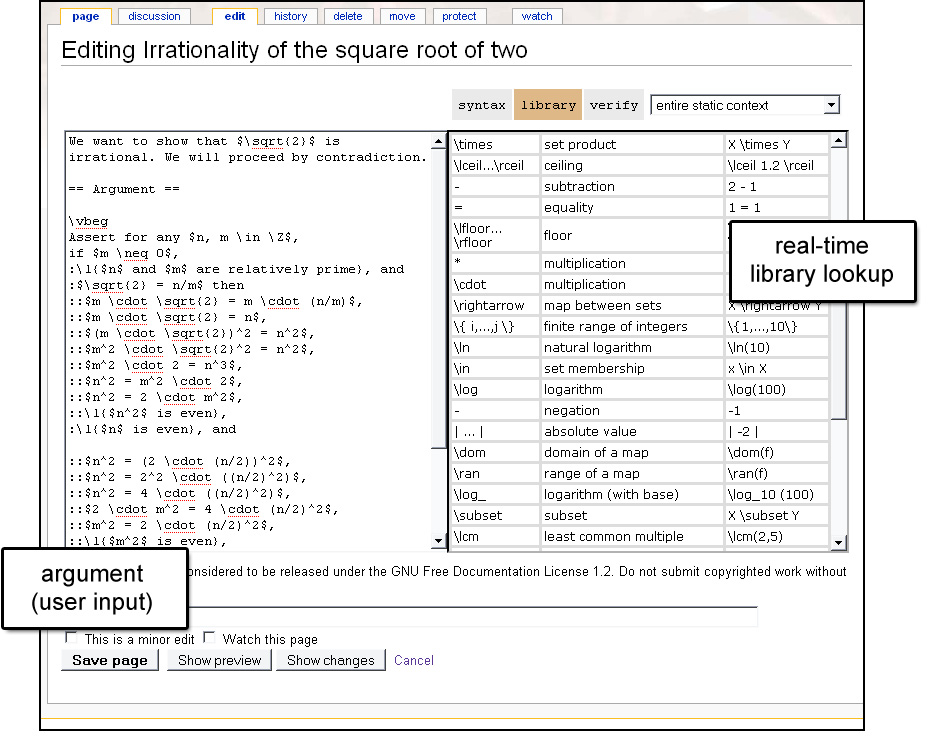 page discussion edit history delete move protect watch
Editing Irrationality of the square root of two
syntax library verify entire static context
We want to show that $\sqrt{2}$ is
irrational. We will proceed by contradiction.
== Argument ==
\vbeg
Assert for any $n, m \in \Z$,
if $m \neq 0$,
:\l{$n$ and $m$ are relatively prime}, and
:$\sqrt{2} = n/m$ then
::$m \cdot \sqrt{2} = m \cdot (n/m)$,
::$m \cdot \sqrt{2} = n$,
::$(m \cdot \sqrt{2})^2 = n^2$,
::$m^2 \cdot \sqrt{2}^2 = n^2$,
::$m^2 \cdot 2 = n^3$,
::$n^2 = m^2 \cdot 2$,
::$n^2 = 2 \cdot m^2$,
::\l{$n^2$ is even},
::\l{$n$ is even}, and
::$n^2 = (2 \cdot (n/2))^2$,
::$n^2 = 2^2 \cdot ((n/2)^2)$,
::$n^2 = 4 \cdot ((n/2)^2)$,
::$2 \cdot m^2 = 4 \cdot (n/2)^2$,
::$m^2 = 2 \cdot (n/2)^2$,
::\l{$m^2$ is even},
\times set product X \times Y
\lceil...\rceil ceiling \lceil 1.2 \rceil
- subtraction 2 - 1
= equality 1 = 1
\lfloor...
\rfloor floor
* multiplication
\cdot multiplication
\rightarrow map between sets X \rightarrow Y
\{ i,...,j \} finite range of integers \{1,...,10\}
\ln natural logarithm \ln(10)
\in set membership x \in X
\log logarithm \log(100)
- negation -1
| ... | absolute value | -2 |
\dom domain of a map \dom(f)
\ran range of a map \ran(f)
\log_ logarithm (with base) \log_10 (100)
\subset subset X \subset Y
\lcm least common multiple \lcm(2,5)
real-time
library lookup
argument
(user input)
onsidered to be released under the GNU Free Documentation License 1.2. Do not submit copyrighted work without
This is a minor edit Watch this page
Save page Show preview Show changes Cancel